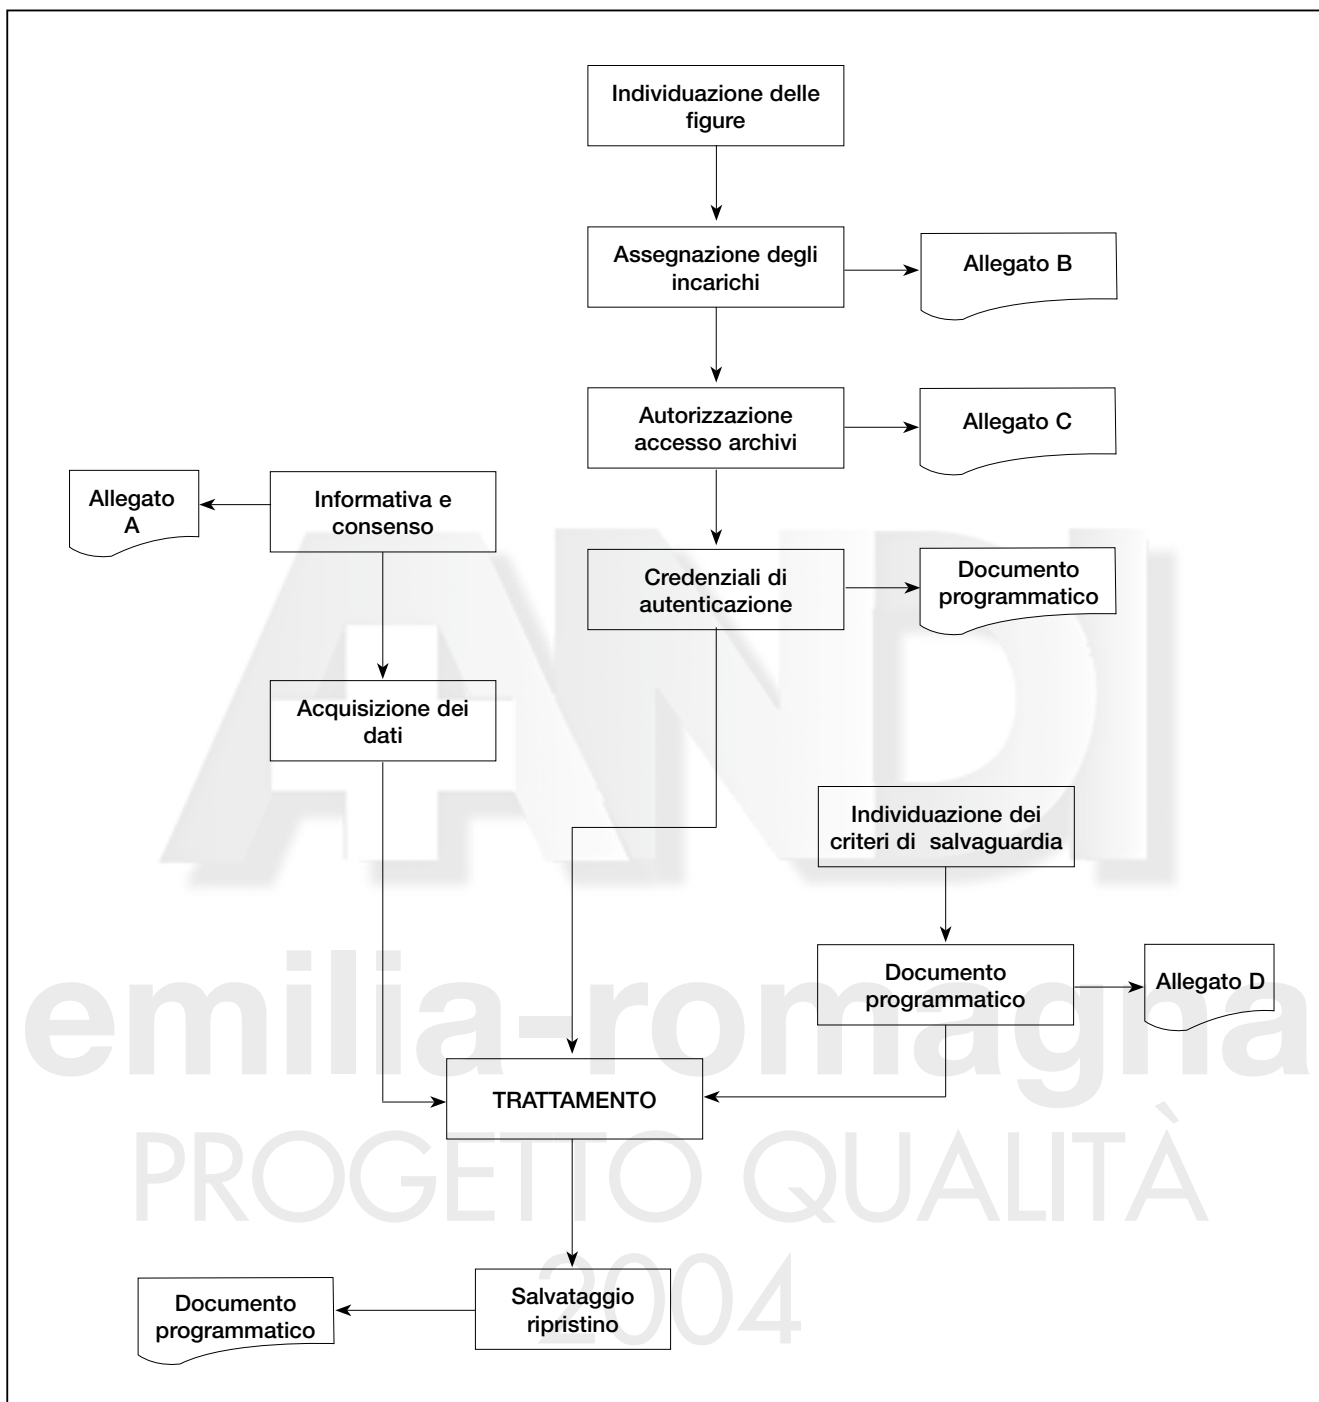 Individuazione delle
figure
Assegnazione degli
incarichi
Allegato B
Autorizzazione
accesso archivi
Allegato C
Allegato
A
Informativa e
consenso
Credenziali di
autenticazione
Documento
programmatico
Acquisizione dei
dati
Individuazione dei
criteri di salvaguardia
Documento
programmatico
Allegato D
TRATTAMENTO
Salvataggio
ripristino
Documento
programmatico
ANDI
emilia-romagna
PROGETTO QUALITÀ
2004